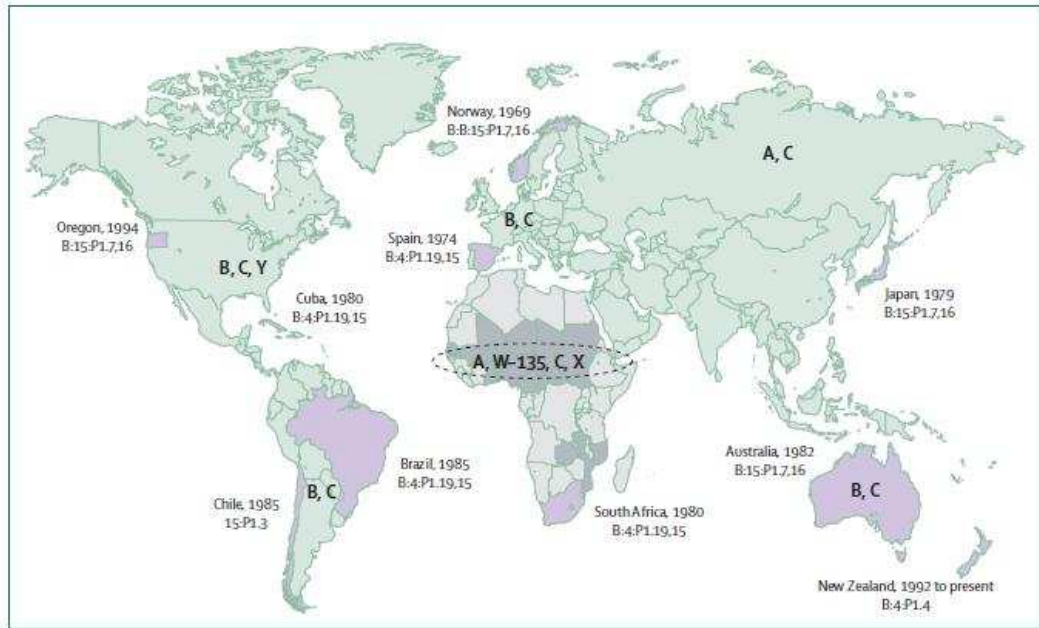 Norway, 1969
B:B:15:P1.7,16
A, C
Oregon, 1994
B:15:P1.7,16
B, C
Spain, 1974
B:4:P1.19,15
B, C, Y
Cuba, 1980
B:4:P1.19,15
Japan, 1979
B:15:P1.7,16
A, W–135, C, X
Brazil, 1985
B:4:P1.19,15
Australia, 1982
B:15:P1.7,16
B, C
Chile, 1985
15:P1.3
B, C
South Africa, 1980
B:4:P1.19,15
New Zealand, 1992 to present
B:4:P1.4